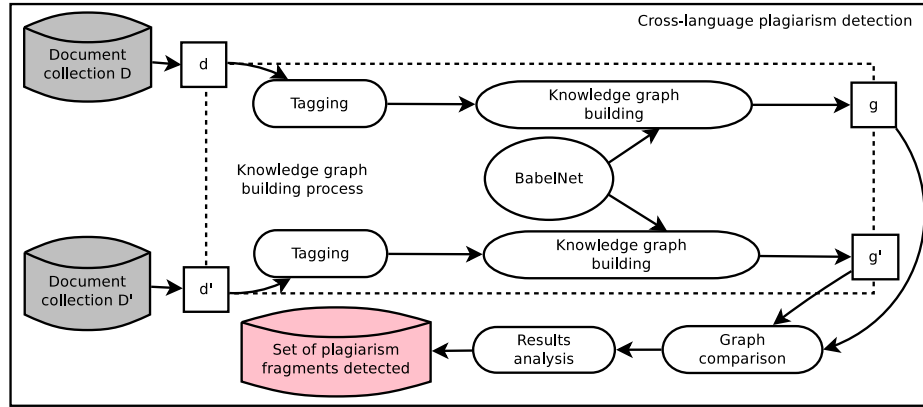 Cross-language plagiarism detection
Document
collection D
d
Tagging
Knowledge graph
building
g
BabelNet
Knowledge graph
building process
Document
collection D'
d'
Tagging
Knowledge graph
building
g'
Set of plagiarism
fragments detected
Results
analysis
Graph
comparison